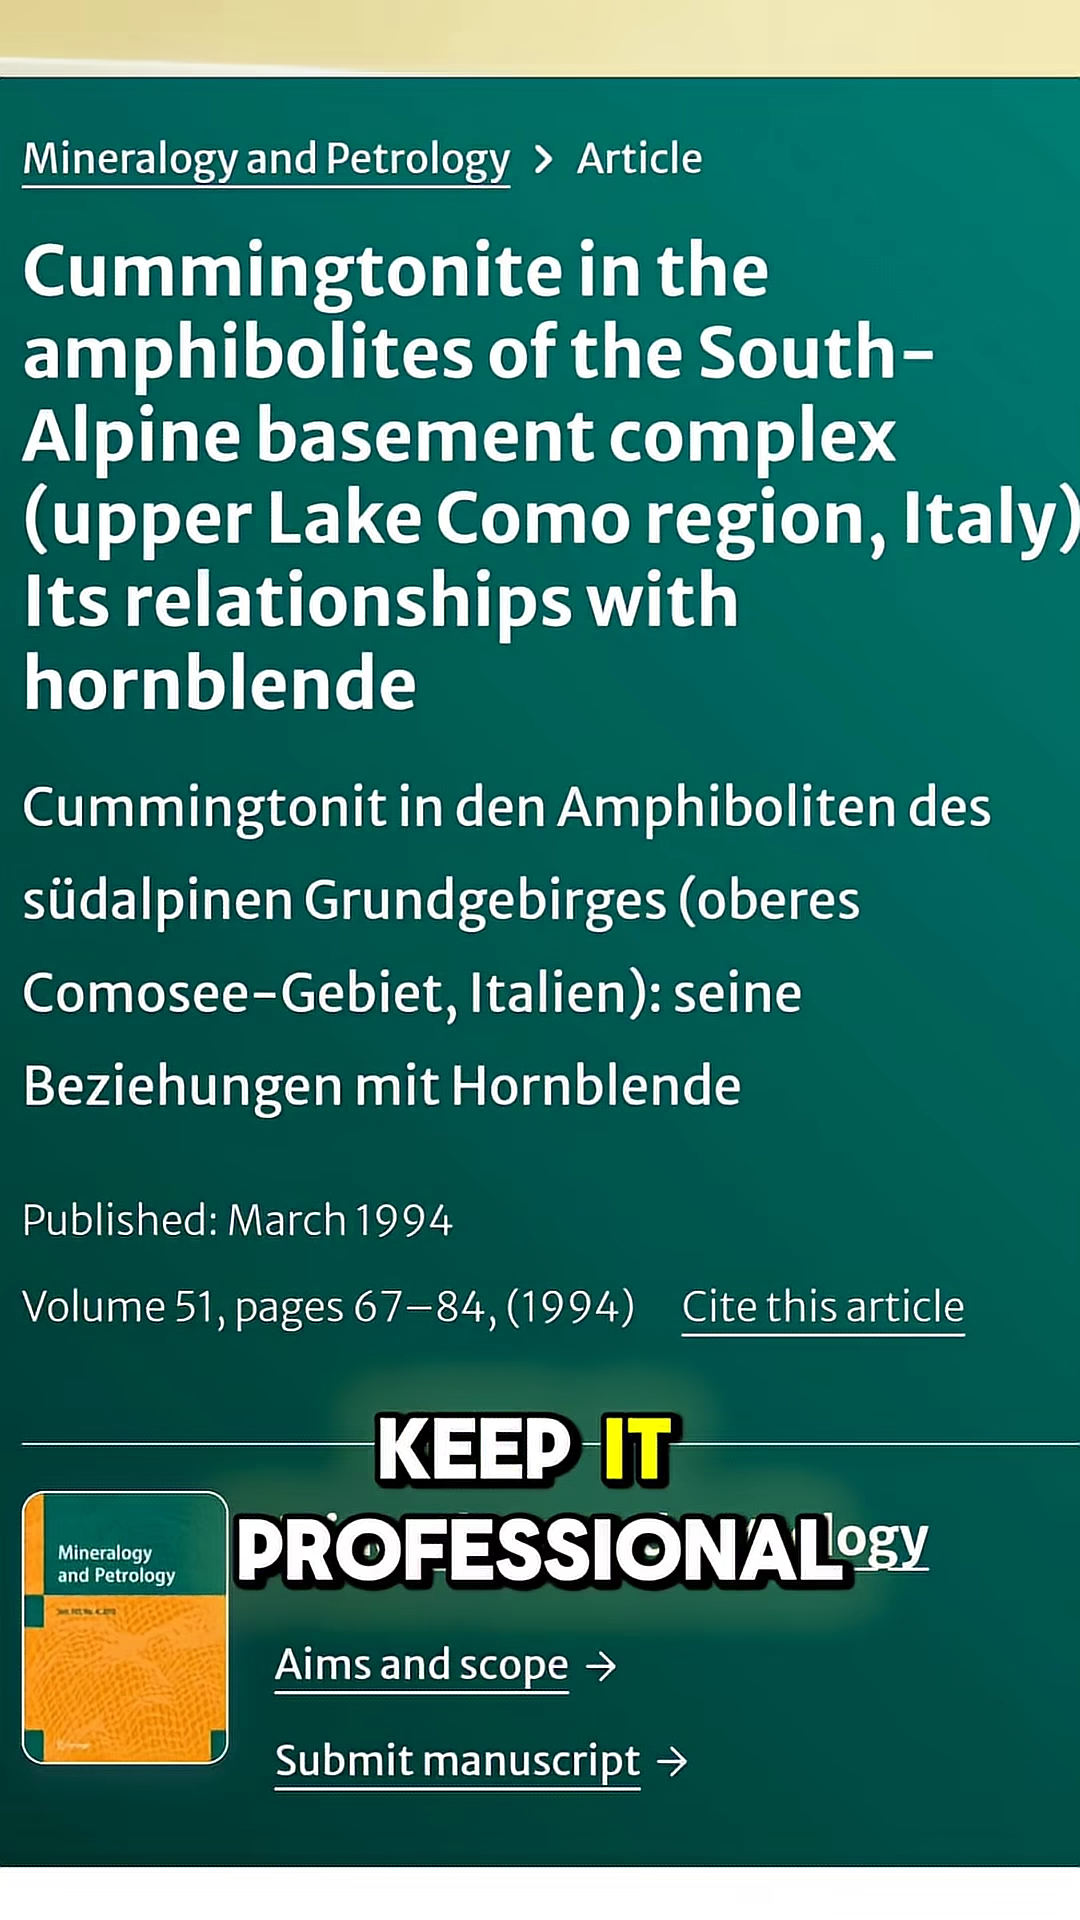 Mineralogy and Petrology > Article
Cummingtonite in the
amphibolites of the South-
Alpine basement complex
(upper Lake Como region, Italy)
Its relationships with
hornblende
Cummingtonit in den Amphiboliten des
südalpinen Grundgebirges (oberes
Comosee-Gebiet, Italien): seine
Beziehungen mit Hornblende
Published: March 1994
Volume 51, pages 67–84, (1994) Cite this article
KEEP IT
PROFESSIONAL
Mineralogy
and Petrology
Aims and scope →
Submit manuscript →